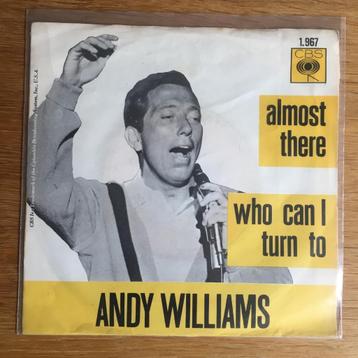 1.967
CBS
almost
there
who can I
turn to
ANDY WILLIAMS